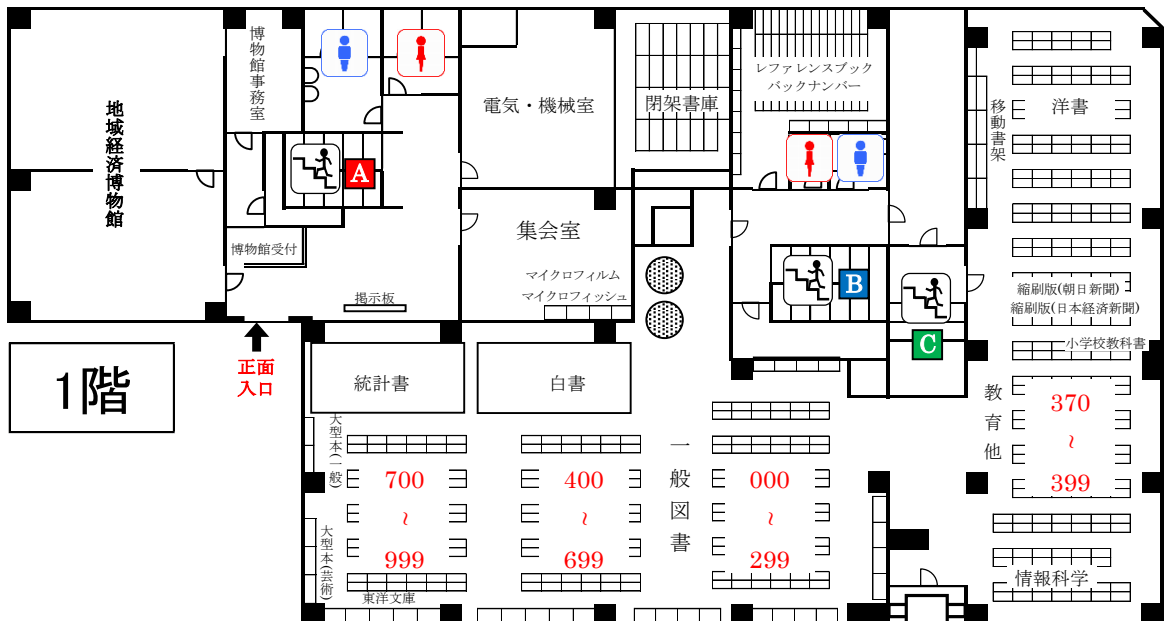 地域経済博物館
博物館事務室
A
博物館受付
掲示板
正面
入口
1階
電気・機械室
集会室
マイクロフィルム
マイクロフィッシュ
閉架書庫
レファレンスブック
バックナンバー
B
C
移動書架
洋書
縮刷版(朝日新聞)
縮刷版(日本経済新聞)
小学校教科書
教育他
370
~
399
情報科学
統計書
白書
大型本(一般)
大型本(芸術)
東洋文庫
700
~
999
400
~
699
一般図書
000
~
299